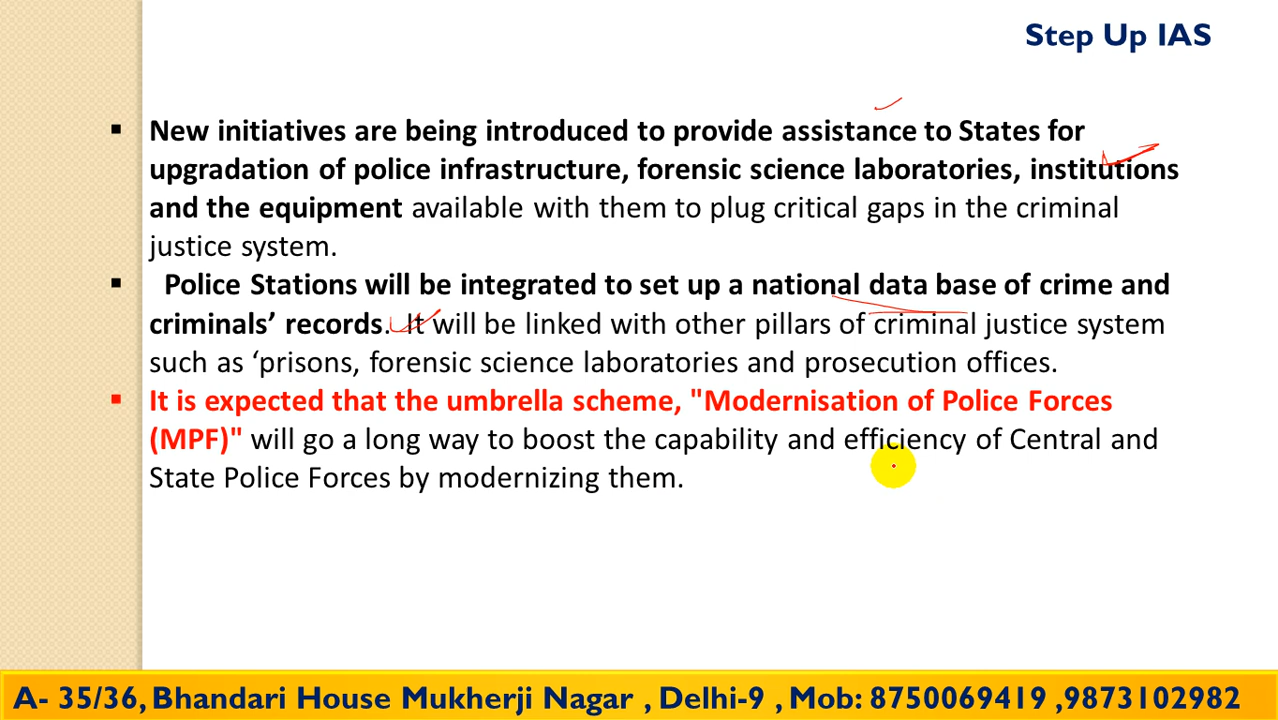 Step Up IAS
▪ New initiatives are being introduced to provide assistance to States for
upgradation of police infrastructure, forensic science laboratories, institutions
and the equipment available with them to plug critical gaps in the criminal
justice system.
▪ Police Stations will be integrated to set up a national data base of crime and
criminals’ records. It will be linked with other pillars of criminal justice system
such as ‘prisons, forensic science laboratories and prosecution offices.
▪ It is expected that the umbrella scheme, "Modernisation of Police Forces
(MPF)" will go a long way to boost the capability and efficiency of Central and
State Police Forces by modernizing them.
A- 35/36, Bhandari House Mukherji Nagar , Delhi-9 , Mob: 8750069419 ,9873102982